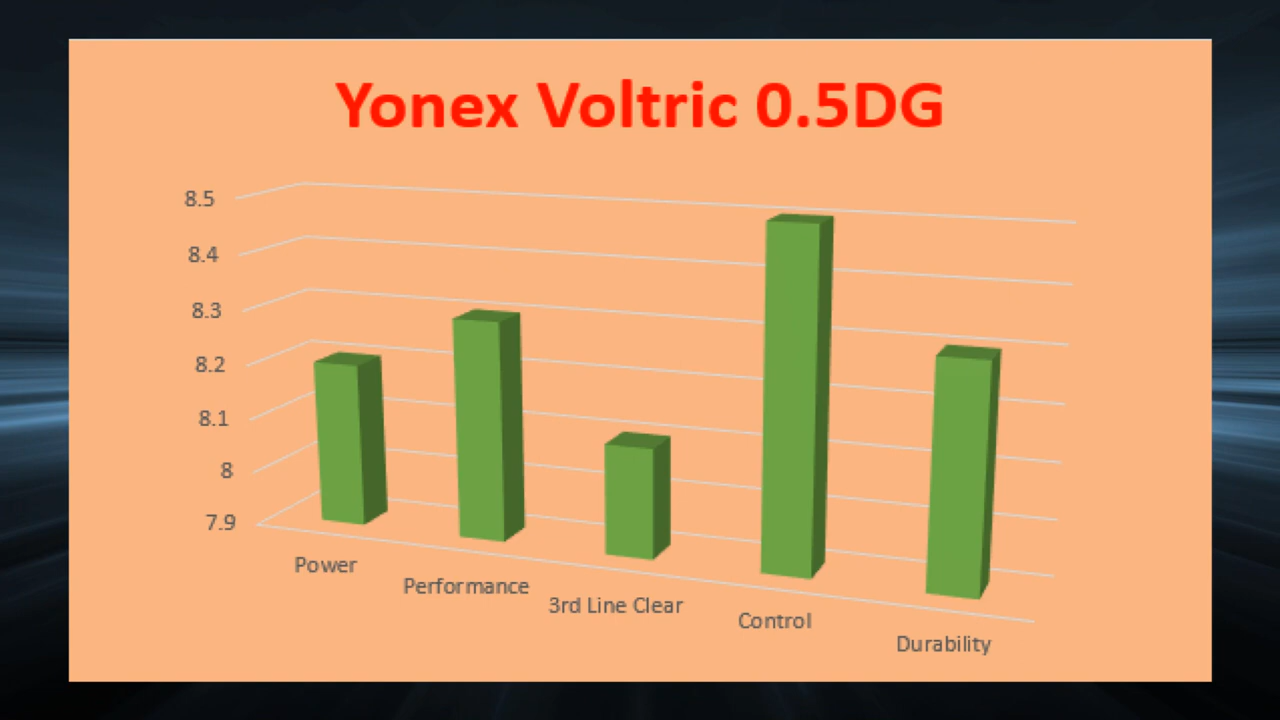 Yonex Voltric 0.5DG
8.5
8.4
8.3
8.2
8.1
8
7.9
Power
Performance
3rd Line Clear
Control
Durability